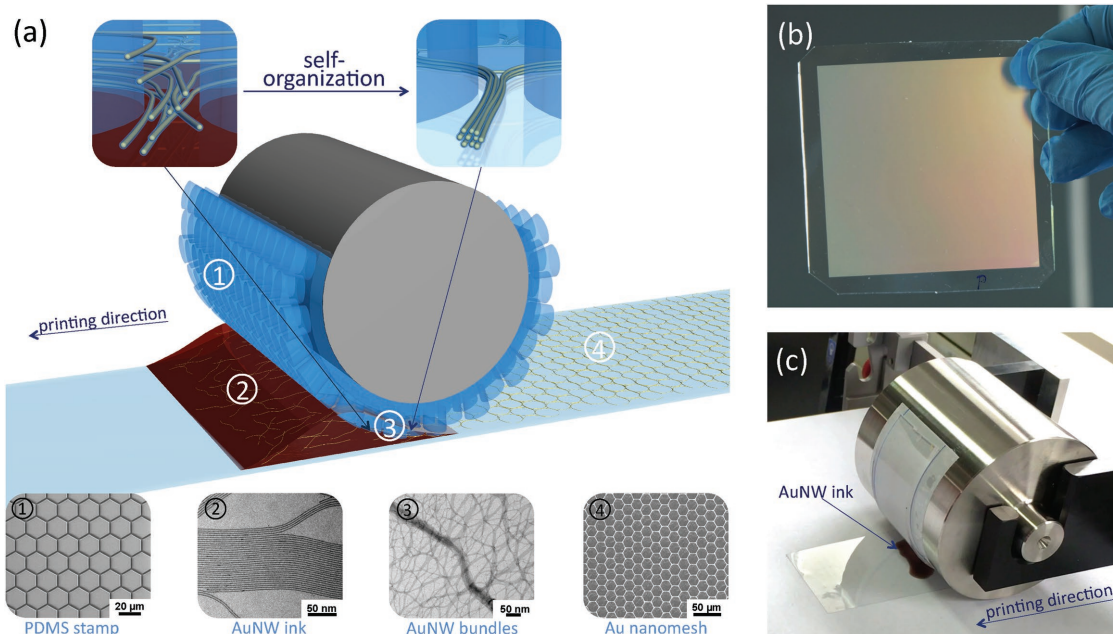 (a)
self-
organization
①
printing direction
②
③
④
①
20 µm
PDMS stamp
②
50 nm
AuNW ink
③
50 nm
AuNW bundles
④
50 µm
Au nanomesh
(b)
P
(c)
AuNW ink
printing direction